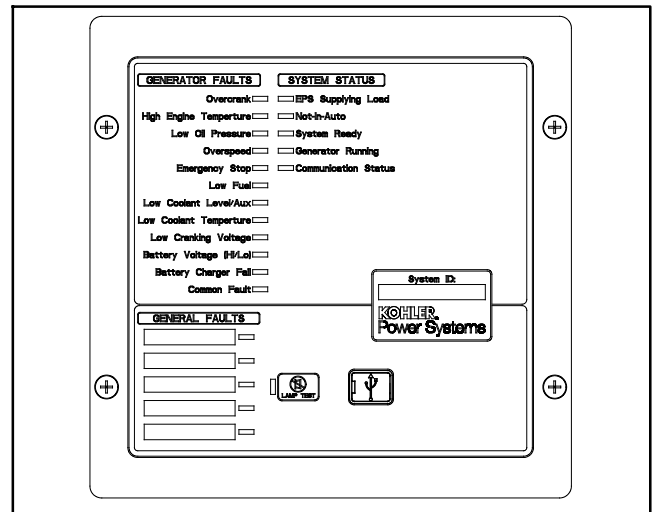 GENERATOR FAULTS
Overcrank
High Engine Temperture
Low Oil Pressure
Overspeed
Emergency Stop
Low Fuel
Low Coolant Level/Aux
Low Coolant Temperture
Low Cranking Voltage
Battery Voltage (Hi/Lo)
Battery Charger Fail
Common Fault
SYSTEM STATUS
EPS Supplying Load
Not-In-Auto
System Ready
Generator Running
Communication Status
System ID:
KOHLER
Power Systems
GENERAL FAULTS
LAMP TEST